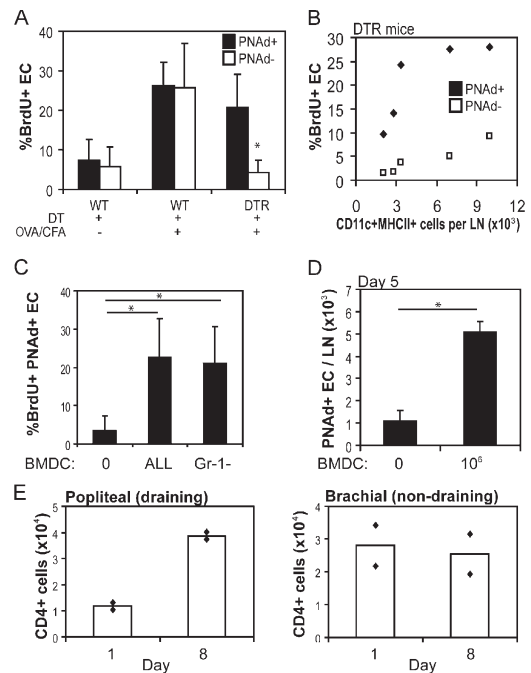 A
PNAd+
PNAd-
%BrdU+ EC
40
30
20
10
0
*
WT WT DTR
DT + + +
OVA/CFA - + +
B
DTR mice
%BrdU+ EC
30
25
20
15
10
5
0
PNAd+
PNAd-
0 3 6 9 12
CD11c+MHCII+ cells per LN (x10³)
C
%BrdU+ PNAd+ EC
40
30
20
10
0
*
*
BMDC: 0 ALL Gr-1-
D
Day 5
PNAd+ EC / LN (x10³)
7
6
5
4
3
2
1
0
*
BMDC: 0 10⁶
E
Popliteal (draining)
CD4+ cells (x10⁴)
5
4
3
2
1
0
1 8
Day
Brachial (non-draining)
CD4+ cells (x10⁴)
4
3
2
1
0
1 8
Day